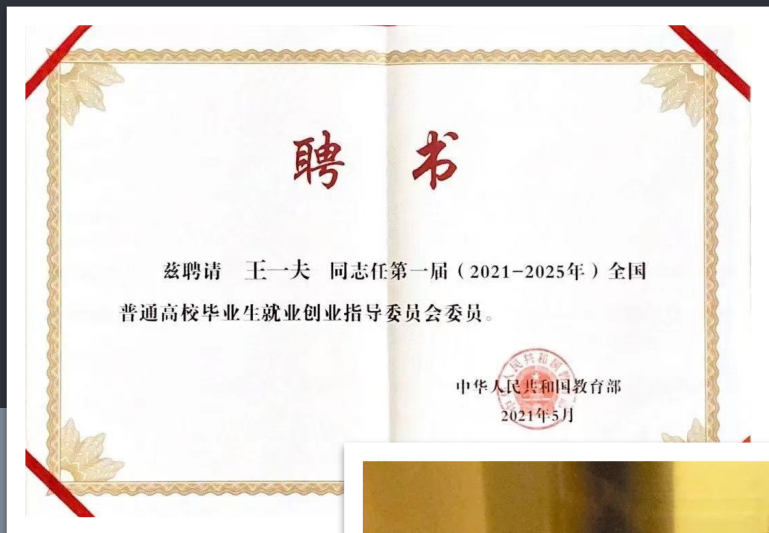 聘 书
兹聘请 王一夫 同志任第一届（2021-2025年）全国
普通高校毕业生就业创业指导委员会委员。
中华人民共和国教育部
2021年5月